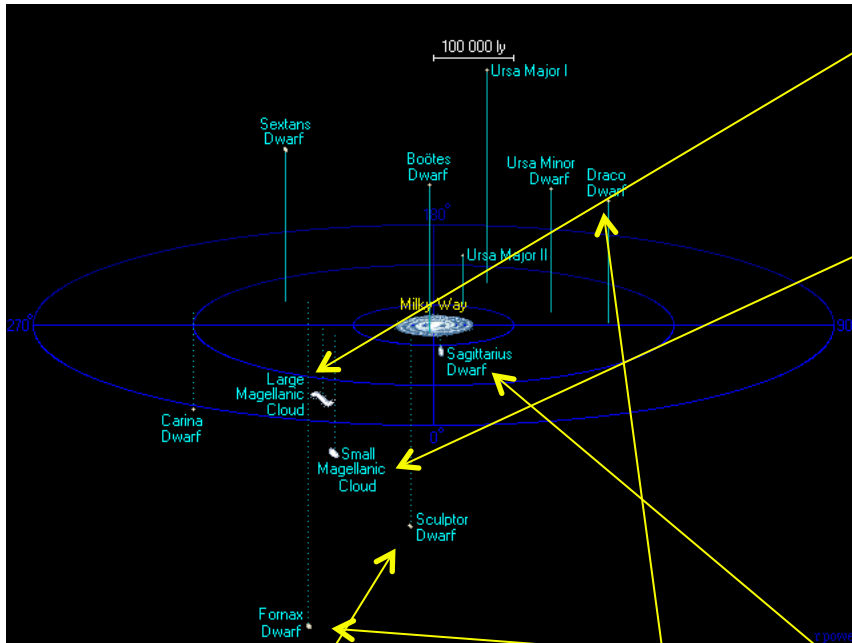 100 000 ly
Ursa Major I
Sextans
Dwarf
Boötes
Dwarf
Ursa Minor
Dwarf
Draco
Dwarf
180°
Ursa Major II
Milky Way
270°
90
Sagittarius
Dwarf
Large
Magellanic
Cloud
Carina
Dwarf
0°
Small
Magellanic
Cloud
Sculptor
Dwarf
Fornax
Dwarf